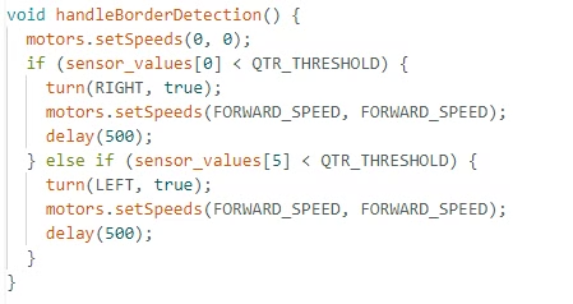 void handleBorderDetection() {
  motors.setSpeeds(0, 0);
  if (sensor_values[0] < QTR_THRESHOLD) {
    turn(RIGHT, true);
    motors.setSpeeds(FORWARD_SPEED, FORWARD_SPEED);
    delay(500);
  } else if (sensor_values[5] < QTR_THRESHOLD) {
    turn(LEFT, true);
    motors.setSpeeds(FORWARD_SPEED, FORWARD_SPEED);
    delay(500);
  }
}